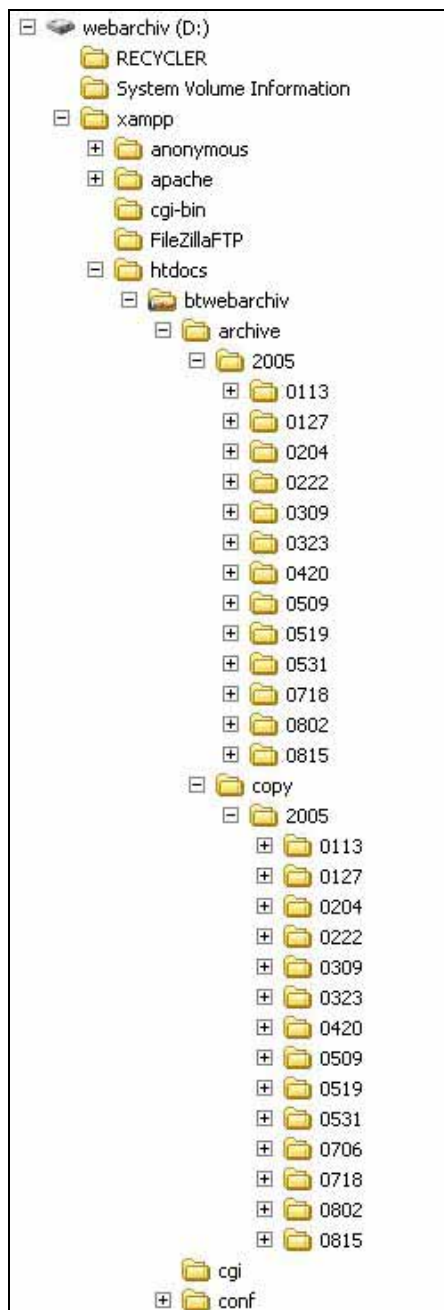 webarchiv (D:)
RECYCLER
System Volume Information
xampp
anonymous
apache
cgi-bin
FileZillaFTP
htdocs
btwebarchiv
archive
2005
0113
0127
0204
0222
0309
0323
0420
0509
0519
0531
0718
0802
0815
copy
2005
0113
0127
0204
0222
0309
0323
0420
0509
0519
0531
0706
0718
0802
0815
cgi
conf